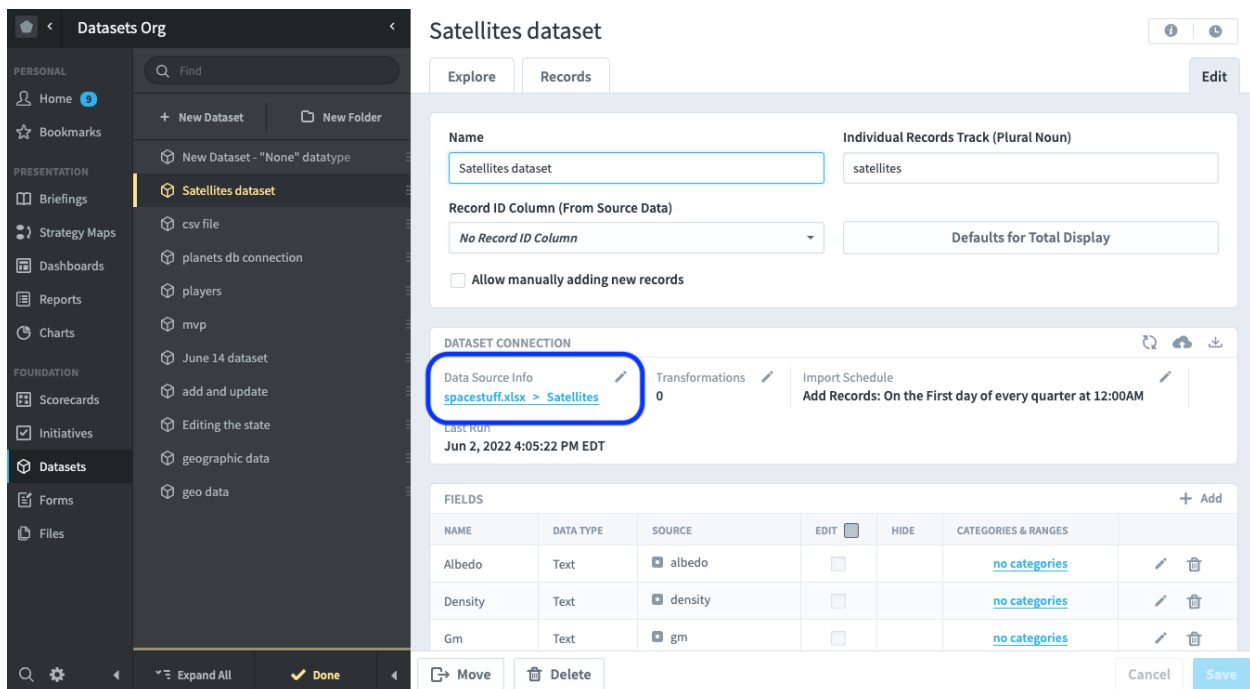 Datasets Org
PERSONAL
Home 9
Bookmarks
PRESENTATION
Briefings
Strategy Maps
Dashboards
Reports
Charts
FOUNDATION
Scorecards
Initiatives
Datasets
Forms
Files
Find
+ New Dataset
New Folder
New Dataset - "None" datatype
Satellites dataset
csv file
planets db connection
players
mvp
June 14 dataset
add and update
Editing the state
geographic data
geo data
Expand All
Done
Satellites dataset
Explore
Records
Edit
Name
Satellites dataset
Individual Records Track (Plural Noun)
satellites
Record ID Column (From Source Data)
No Record ID Column
Defaults for Total Display
Allow manually adding new records
DATASET CONNECTION
Data Source Info
spacestuff.xlsx > Satellites
Transformations
0
Import Schedule
Add Records: On the First day of every quarter at 12:00AM
Last Run
Jun 2, 2022 4:05:22 PM EDT
FIELDS
+ Add
NAME DATA TYPE SOURCE EDIT HIDE CATEGORIES & RANGES
Albedo Text albedo no categories
Density Text density no categories
Gm Text gm no categories
Move
Delete
Cancel
Save